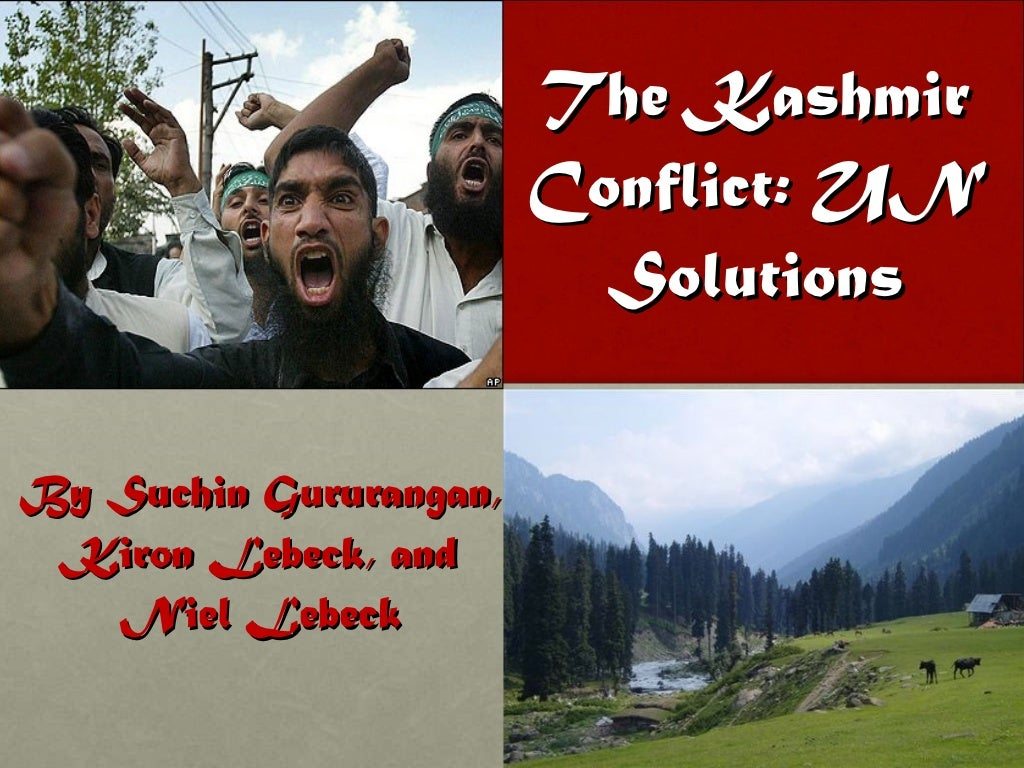 The Kashmir
Conflict: UN
Solutions
AP
By Suchin Gururangan,
Kiron Lebeck, and
Niel Lebeck